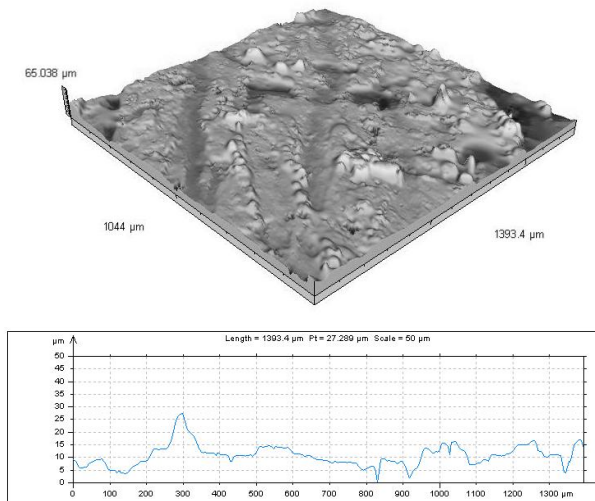 65.038 µm
1044 µm
1393.4 µm
µm Length = 1393.4 µm Pt = 27.289 µm Scale = 50 µm
50
45
40
35
30
25
20
15
10
5
0
0 100 200 300 400 500 600 700 800 900 1000 1100 1200 1300 µm